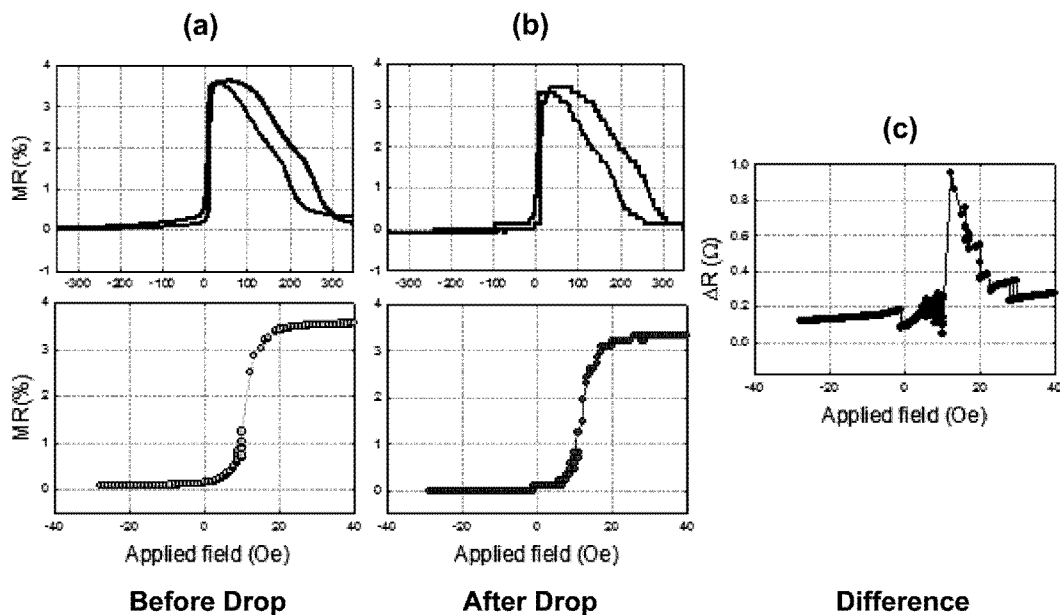 (a)
(b)
(c)
4
3
2
1
0
-1
MR(%)
-300 -200 -100 0 100 200 300
4
3
2
1
0
-1
-300 -200 -100 0 100 200 300
4
3
2
1
0
MR(%)
-40 -20 0 20 40
Applied field (Oe)
4
3
2
1
0
-40 -20 0 20 40
Applied field (Oe)
1.0
0.8
0.6
0.4
0.2
0.0
ΔR (Ω)
-40 -20 0 20 40
Applied field (Oe)
Before Drop
After Drop
Difference